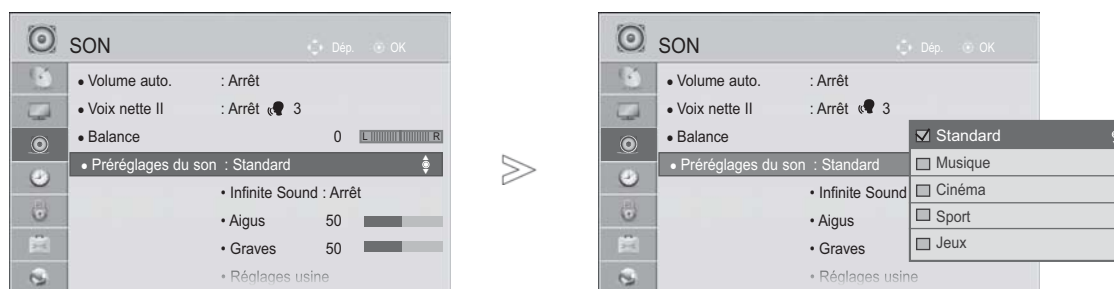 SON Dép. OK
• Volume auto. : Arrêt
• Voix nette II : Arrêt 3
• Balance 0 L R
• Préréglages du son : Standard
• Infinite Sound : Arrêt
• Aigus 50
• Graves 50
• Réglages usine
SON Dép. OK
• Volume auto. : Arrêt
• Voix nette II : Arrêt 3
• Balance
• Préréglages du son : Standard
• Infinite Sound
• Aigus
• Graves
• Réglages usine
Standard
Musique
Cinéma
Sport
Jeux